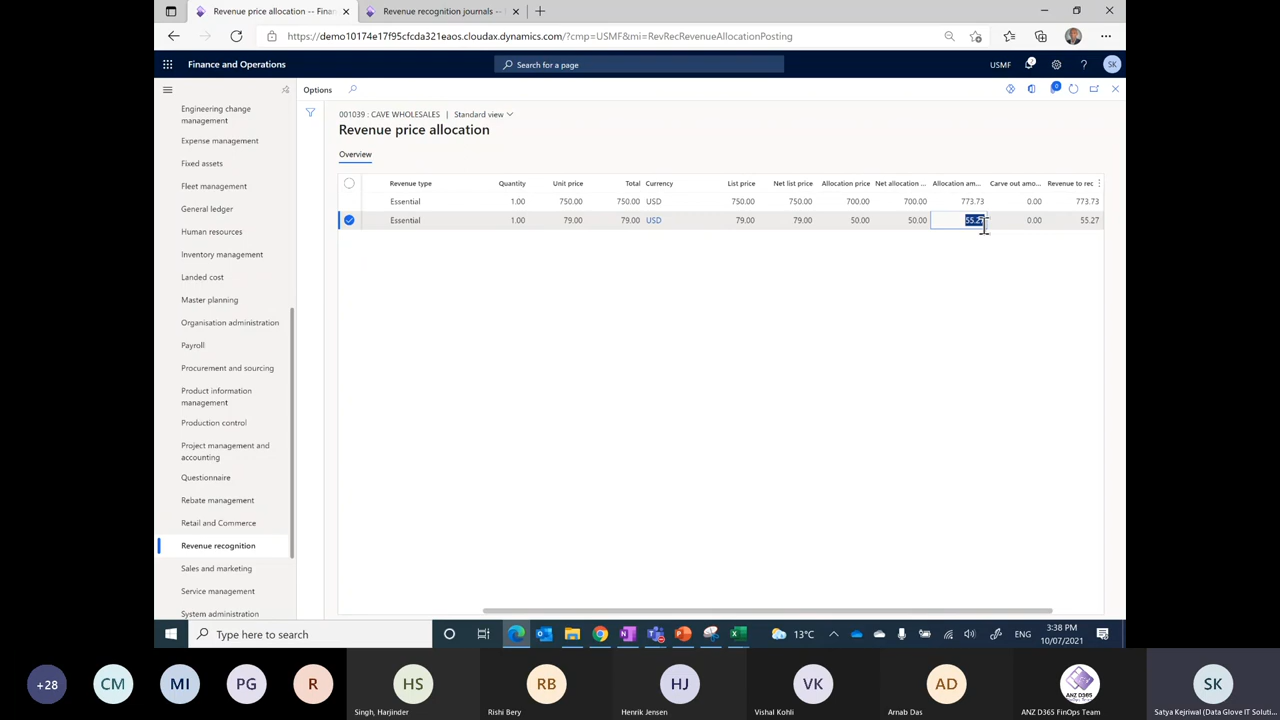 Revenue price allocation -- Finan
Revenue recognition journals --
https://demo10174e17f95cfcda321eaos.cloudax.dynamics.com/?cmp=USMF&mi=RevRecRevenueAllocationPosting
Finance and Operations
Search for a page
USMF
SK
Options
0
Engineering change
management
Expense management
Fixed assets
Fleet management
General ledger
Human resources
Inventory management
Landed cost
Master planning
Organisation administration
Payroll
Procurement and sourcing
Product information
management
Production control
Project management and
accounting
Questionnaire
Rebate management
Retail and Commerce
Revenue recognition
Sales and marketing
Service management
System administration
001039 : CAVE WHOLESALES | Standard view
Revenue price allocation
Overview
Revenue type Quantity Unit price Total Currency List price Net list price Allocation price Net allocation ... Allocation am... Carve out amo... Revenue to rec
Essential 1.00 750.00 750.00 USD 750.00 750.00 700.00 700.00 773.73 0.00 773.73
Essential 1.00 79.00 79.00 USD 79.00 79.00 50.00 50.00 55.27 0.00 55.27
Type here to search
13°C
ENG
3:38 PM
10/07/2021
+28
CM
MI
PG
R
HS
Singh, Harjinder
RB
Rishi Bery
HJ
Henrik Jensen
VK
Vishal Kohli
AD
Arnab Das
ANZ D365
ANZ D365 FinOps Team
SK
Satya Kejriwal (Data Glove IT Soluti...